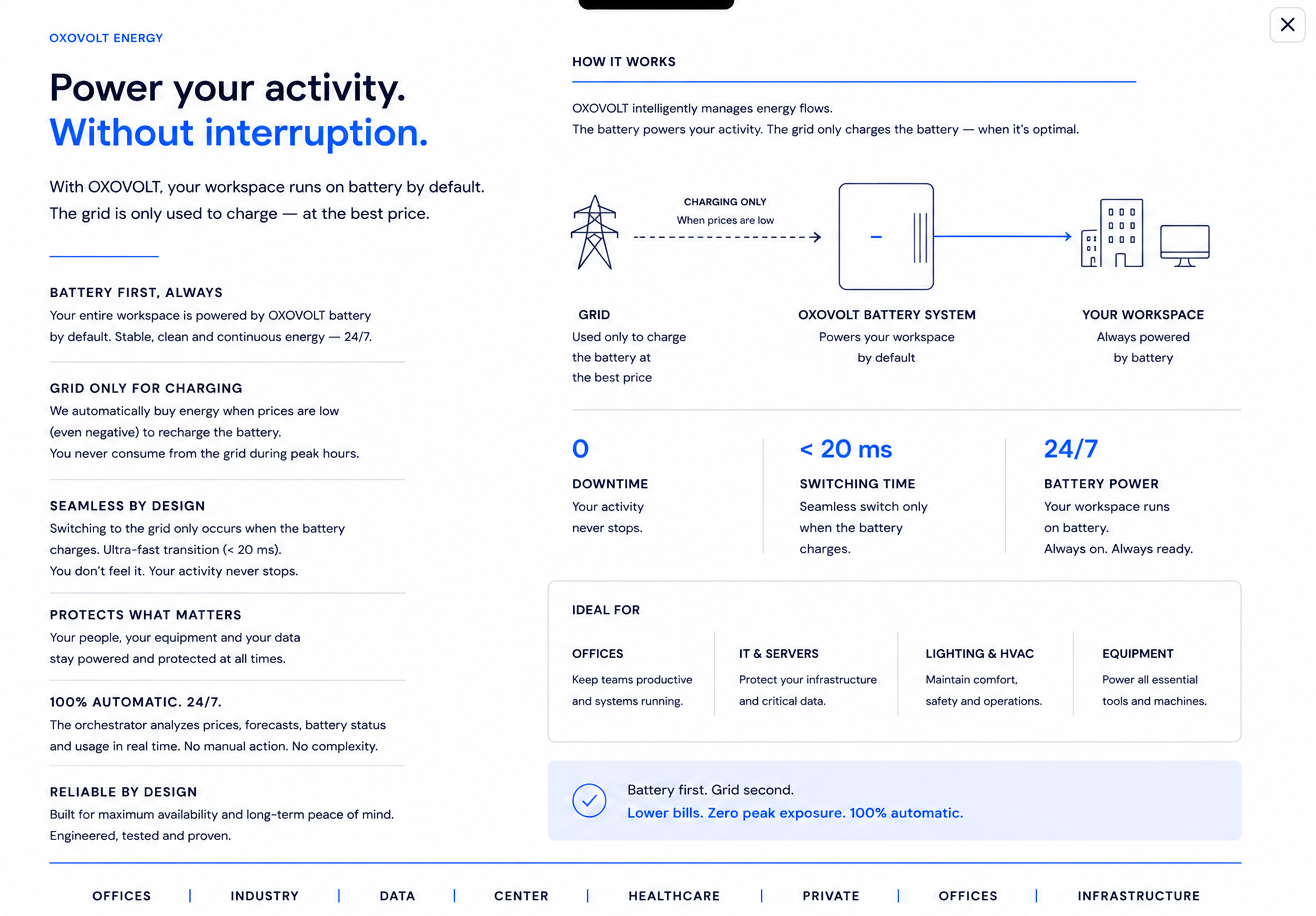 OXOVOLT ENERGY
Power your activity.
Without interruption.
With OXOVOLT, your workspace runs on battery by default.
The grid is only used to charge — at the best price.
BATTERY FIRST, ALWAYS
Your entire workspace is powered by OXOVOLT battery
by default. Stable, clean and continuous energy — 24/7.
GRID ONLY FOR CHARGING
We automatically buy energy when prices are low
(even negative) to recharge the battery.
You never consume from the grid during peak hours.
SEAMLESS BY DESIGN
Switching to the grid only occurs when the battery
charges. Ultra-fast transition (< 20 ms).
You don't feel it. Your activity never stops.
PROTECTS WHAT MATTERS
Your people, your equipment and your data
stay powered and protected at all times.
100% AUTOMATIC. 24/7.
The orchestrator analyzes prices, forecasts, battery status
and usage in real time. No manual action. No complexity.
RELIABLE BY DESIGN
Built for maximum availability and long-term peace of mind.
Engineered, tested and proven.
HOW IT WORKS
OXOVOLT intelligently manages energy flows.
The battery powers your activity. The grid only charges the battery — when it's optimal.
CHARGING ONLY
When prices are low
GRID
Used only to charge
the battery at
the best price
OXOVOLT BATTERY SYSTEM
Powers your workspace
by default
YOUR WORKSPACE
Always powered
by battery
0
DOWNTIME
Your activity
never stops.
< 20 ms
SWITCHING TIME
Seamless switch only
when the battery
charges.
24/7
BATTERY POWER
Your workspace runs
on battery.
Always on. Always ready.
IDEAL FOR
OFFICES
Keep teams productive
and systems running.
IT & SERVERS
Protect your infrastructure
and critical data.
LIGHTING & HVAC
Maintain comfort,
safety and operations.
EQUIPMENT
Power all essential
tools and machines.
Battery first. Grid second.
Lower bills. Zero peak exposure. 100% automatic.
OFFICES | INDUSTRY | DATA | CENTER | HEALTHCARE | PRIVATE | OFFICES | INFRASTRUCTURE